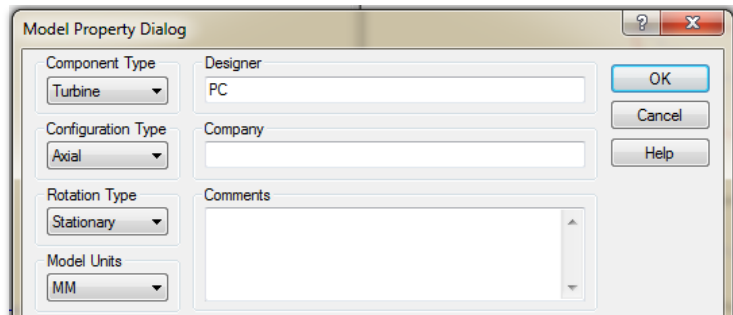 Model Property Dialog
?
X
Component Type
Turbine
Designer
PC
OK
Cancel
Configuration Type
Axial
Company
Help
Rotation Type
Stationary
Comments
Model Units
MM